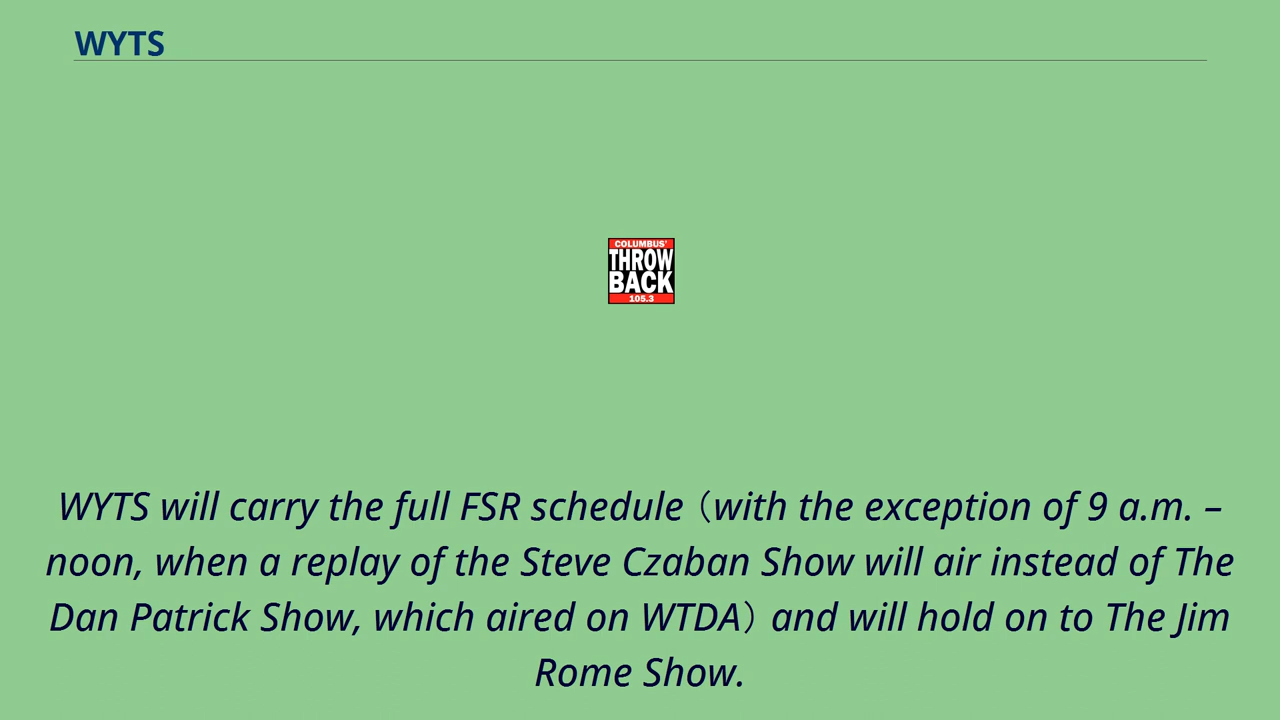 WYTS
COLUMBUS'
THROW
BACK
105.3
WYTS will carry the full FSR schedule (with the exception of 9 a.m. –
noon, when a replay of the Steve Czaban Show will air instead of The
Dan Patrick Show, which aired on WTDA) and will hold on to The Jim
Rome Show.